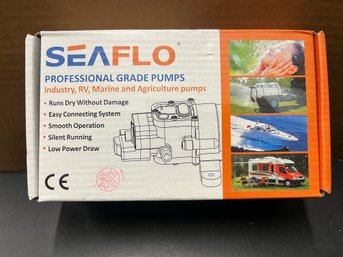 SEAFLO
PROFESSIONAL GRADE PUMPS
Industry, RV, Marine and Agriculture pumps
• Runs Dry Without Damage
• Easy Connecting System
• Smooth Operation
• Silent Running
• Low Power Draw
CE